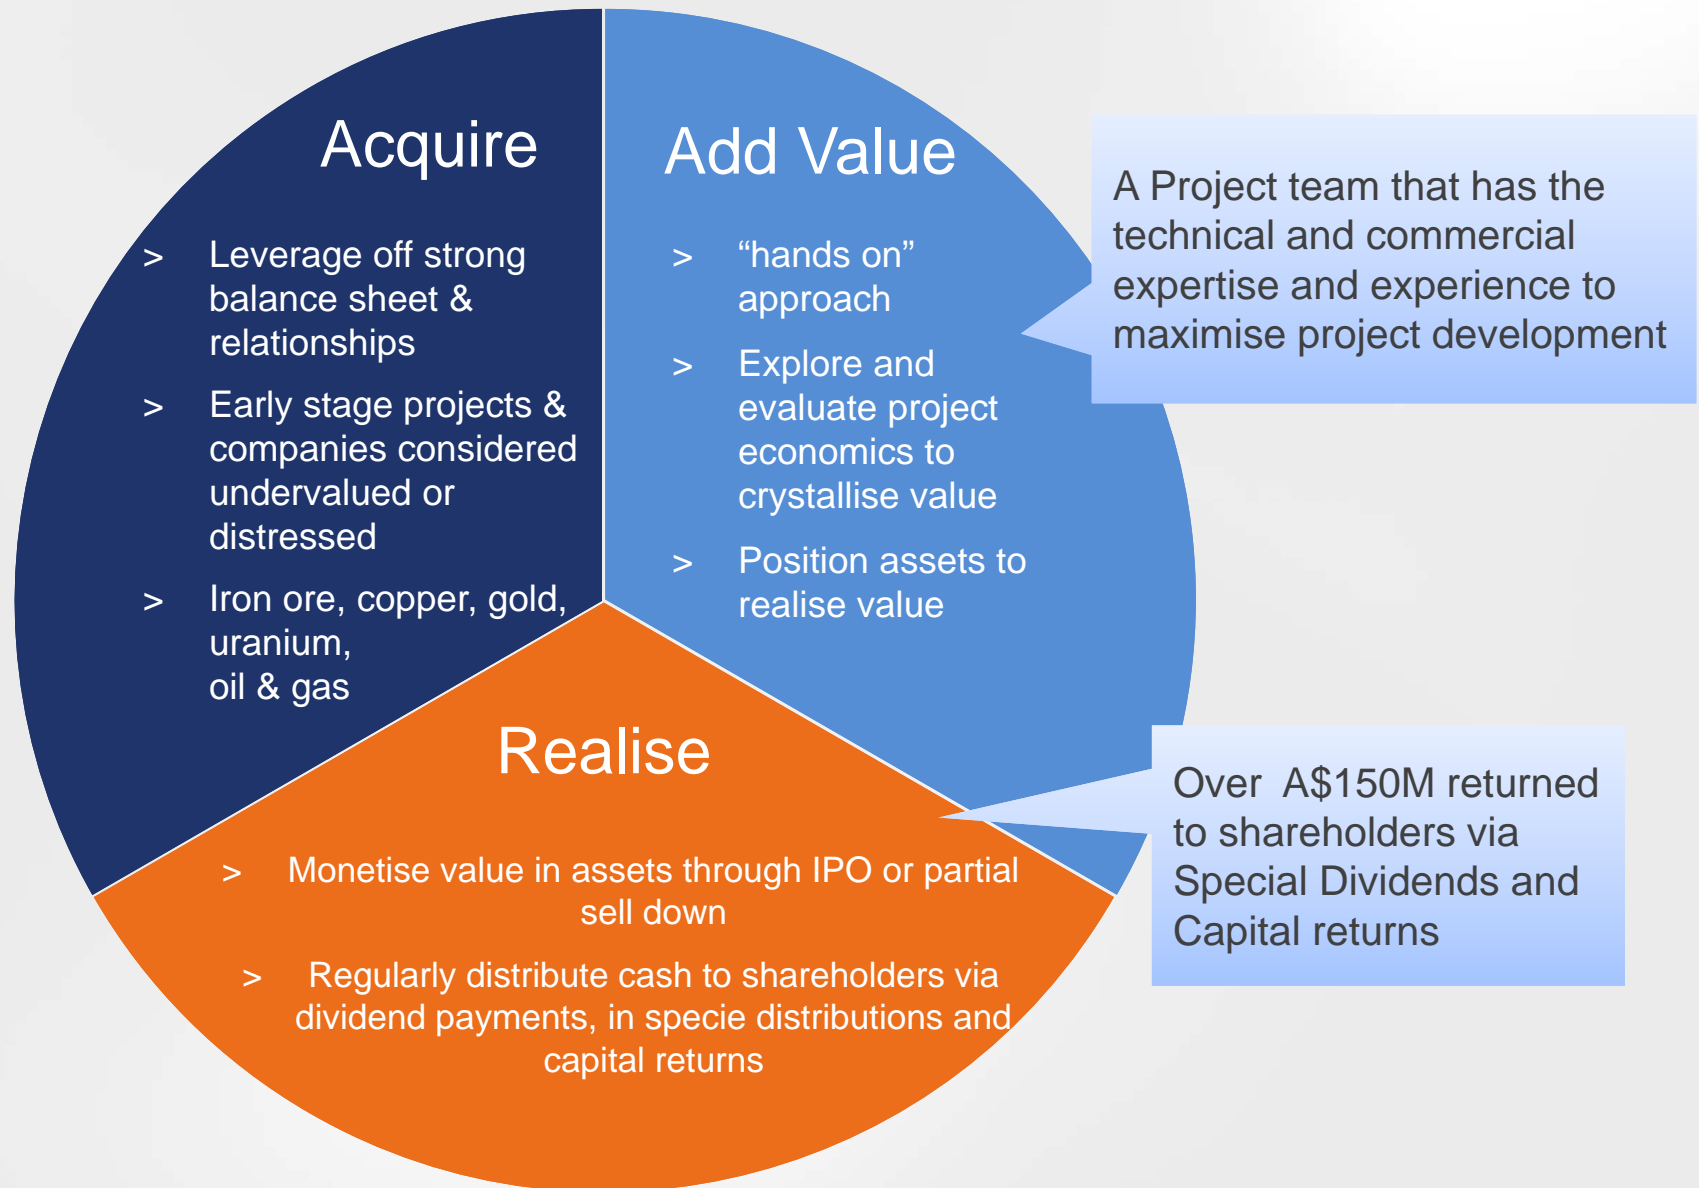 Acquire
> Leverage off strong
balance sheet &
relationships
> Early stage projects &
companies considered
undervalued or
distressed
> Iron ore, copper, gold,
uranium,
oil & gas
Add Value
> “hands on”
approach
> Explore and
evaluate project
economics to
crystallise value
> Position assets to
realise value
A Project team that has the
technical and commercial
expertise and experience to
maximise project development
Realise
> Monetise value in assets through IPO or partial
sell down
> Regularly distribute cash to shareholders via
dividend payments, in specie distributions and
capital returns
Over A$150M returned
to shareholders via
Special Dividends and
Capital returns